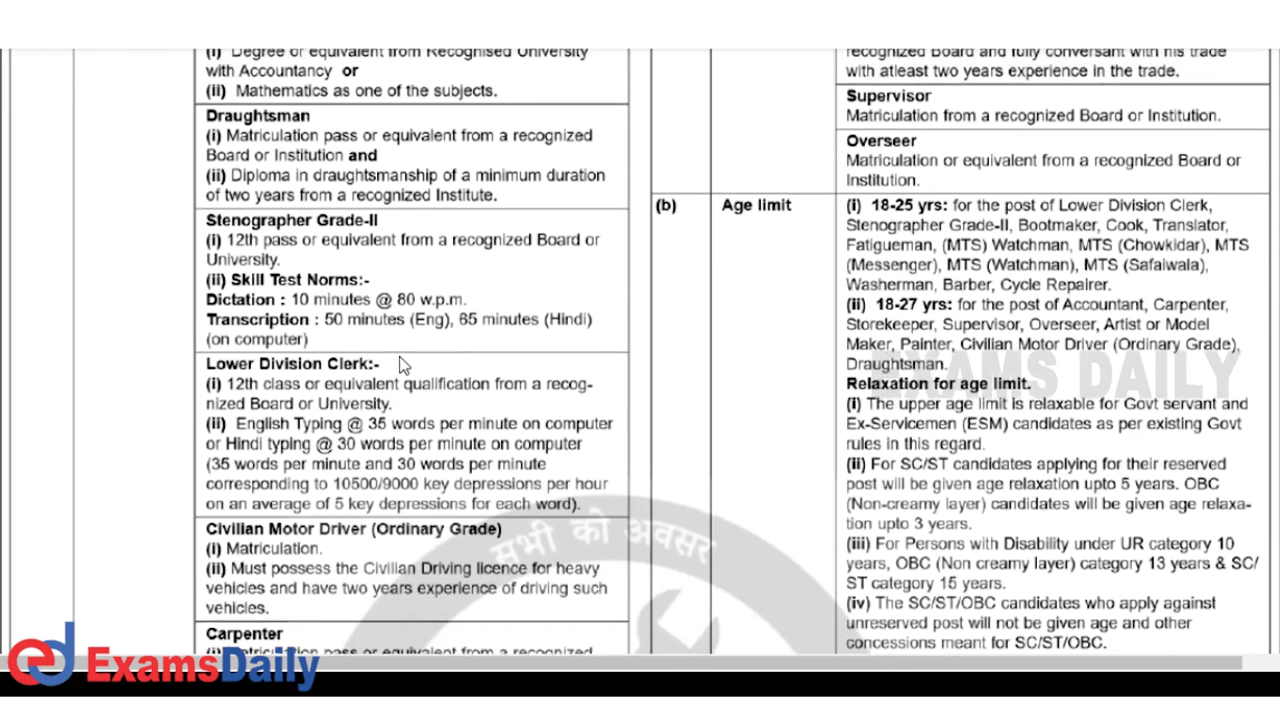 (i) Degree or equivalent from Recognised University
with Accountancy or
(ii) Mathematics as one of the subjects.
Draughtsman
(i) Matriculation pass or equivalent from a recognized
Board or Institution and
(ii) Diploma in draughtsmanship of a minimum duration
of two years from a recognized Institute.
Stenographer Grade-II
(i) 12th pass or equivalent from a recognized Board or
University.
(ii) Skill Test Norms:-
Dictation : 10 minutes @ 80 w.p.m.
Transcription : 50 minutes (Eng), 65 minutes (Hindi)
(on computer)
Lower Division Clerk:-
(i) 12th class or equivalent qualification from a recog-
nized Board or University.
(ii) English Typing @ 35 words per minute on computer
or Hindi typing @ 30 words per minute on computer
(35 words per minute and 30 words per minute
corresponding to 10500/9000 key depressions per hour
on an average of 5 key depressions for each word).
Civilian Motor Driver (Ordinary Grade)
(i) Matriculation.
(ii) Must possess the Civilian Driving licence for heavy
vehicles and have two years experience of driving such
vehicles.
Carpenter
(i) Matriculation pass or equivalent from a recognized
recognized Board and fully conversant with his trade
with atleast two years experience in the trade.
Supervisor
Matriculation from a recognized Board or Institution.
Overseer
Matriculation or equivalent from a recognized Board or
Institution.
(b) Age limit
(i) 18-25 yrs: for the post of Lower Division Clerk,
Stenographer Grade-II, Bootmaker, Cook, Translator,
Fatigueman, (MTS) Watchman, MTS (Chowkidar), MTS
(Messenger), MTS (Watchman), MTS (Safaiwala),
Washerman, Barber, Cycle Repairer.
(ii) 18-27 yrs: for the post of Accountant, Carpenter,
Storekeeper, Supervisor, Overseer, Artist or Model
Maker, Painter, Civilian Motor Driver (Ordinary Grade),
Draughtsman.
Relaxation for age limit.
(i) The upper age limit is relaxable for Govt servant and
Ex-Servicemen (ESM) candidates as per existing Govt
rules in this regard.
(ii) For SC/ST candidates applying for their reserved
post will be given age relaxation upto 5 years. OBC
(Non-creamy layer) candidates will be given age relaxa-
tion upto 3 years.
(iii) For Persons with Disability under UR category 10
years, OBC (Non creamy layer) category 13 years & SC/
ST category 15 years.
(iv) The SC/ST/OBC candidates who apply against
unreserved post will not be given age and other
concessions meant for SC/ST/OBC.
EXAMS DAILY
सभी को अवसर
ed ExamsDaily